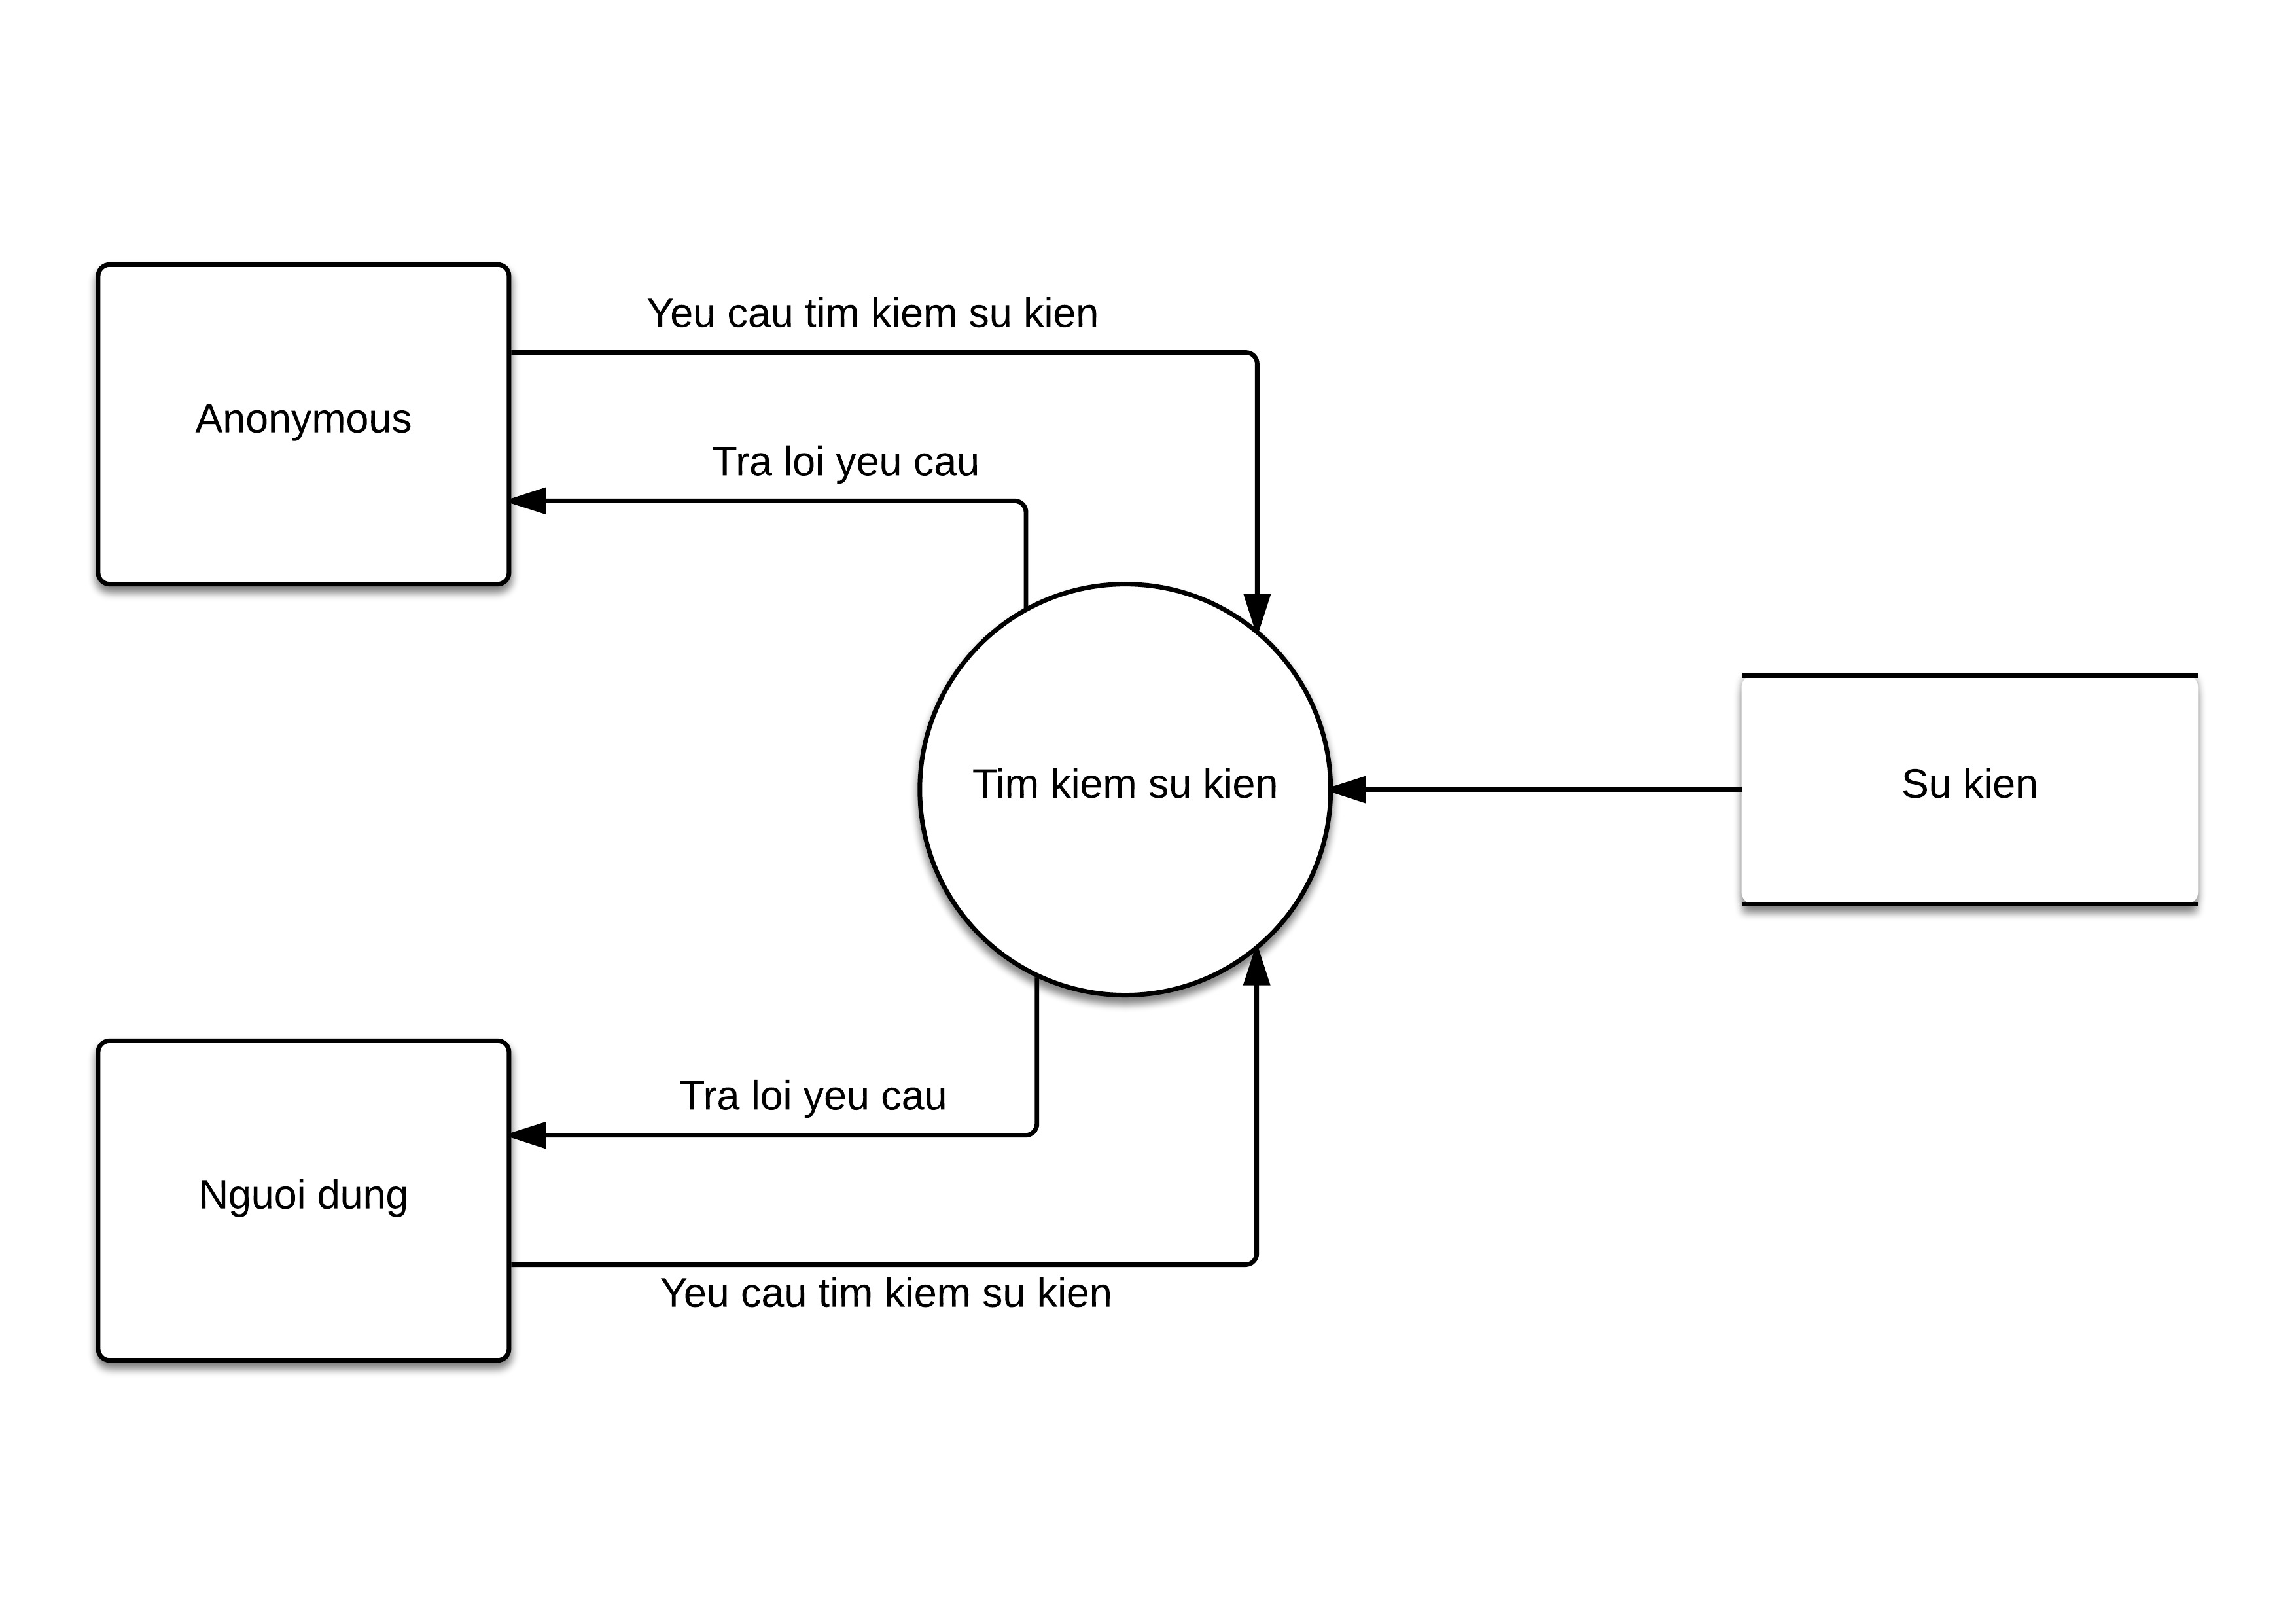 Yeu cau tim kiem su kien
Anonymous
Tra loi yeu cau
Tim kiem su kien
Su kien
Tra loi yeu cau
Nguoi dung
Yeu cau tim kiem su kien